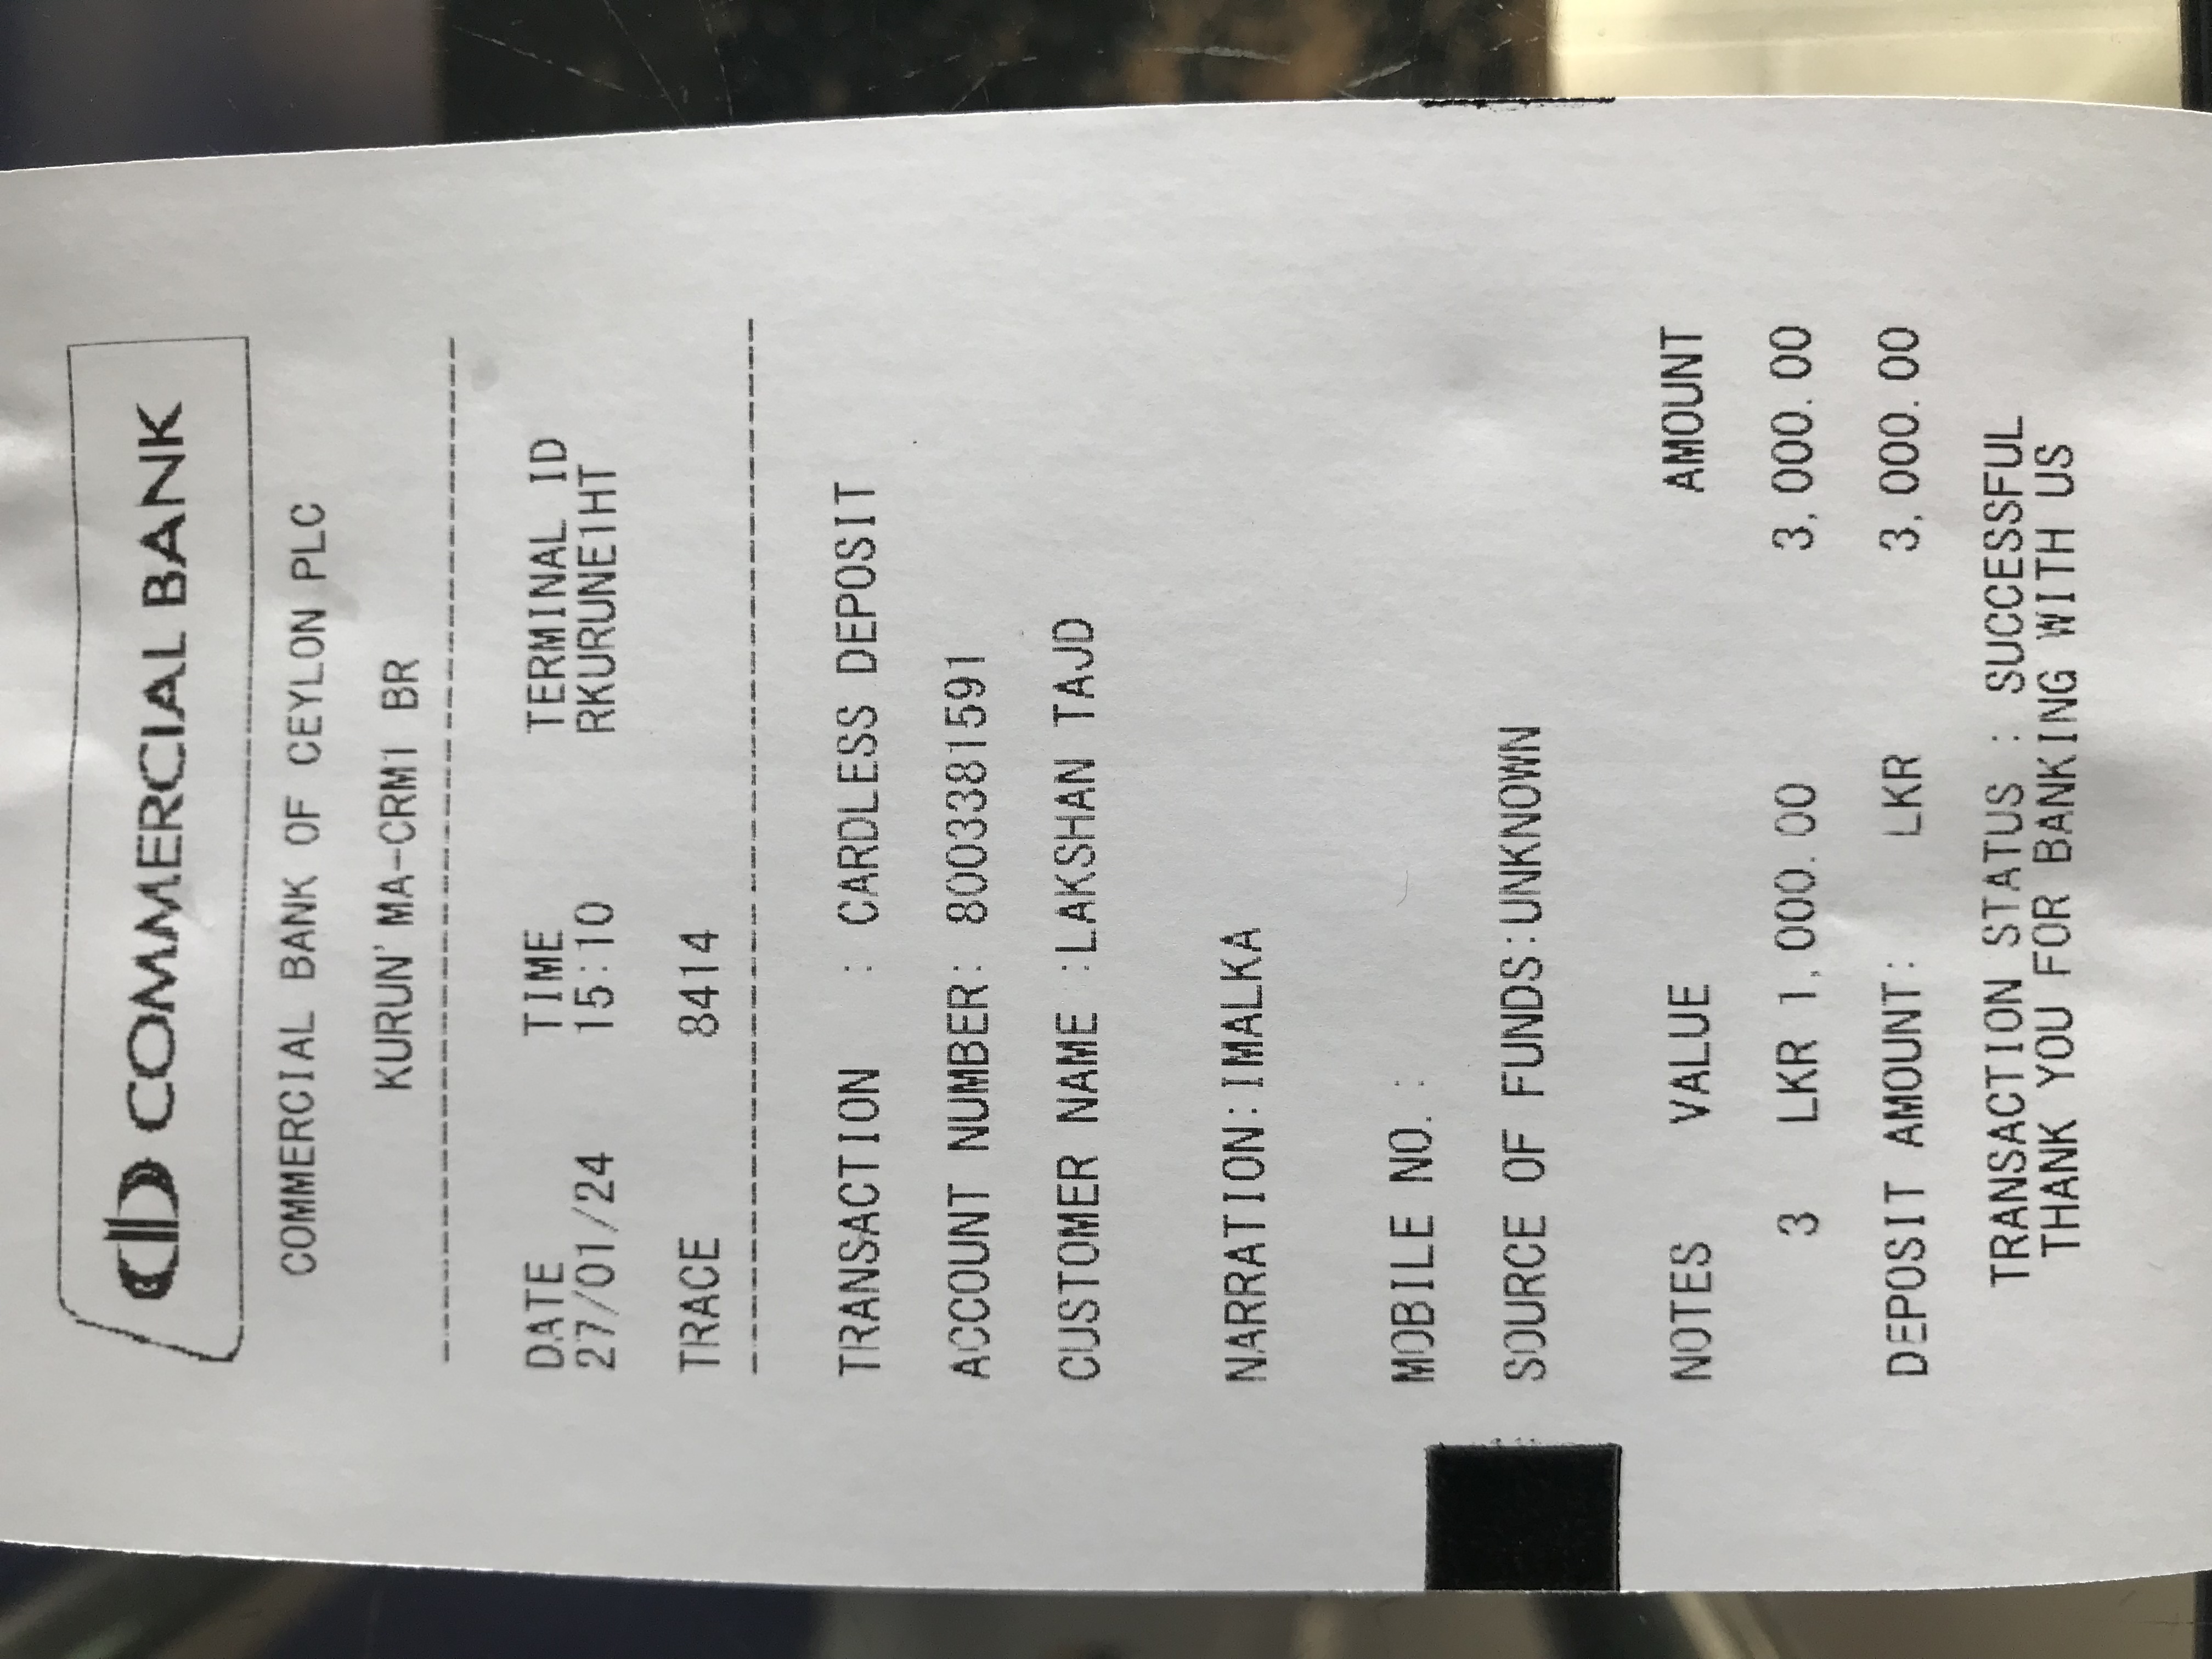 COMMERCIAL BANK
COMMERCIAL BANK OF CEYLON PLC
KURUN' MA-CRM1 BR
DATE TIME TERMINAL ID
27/01/24 15:10 RKURUNE1HT
TRACE 8414
TRANSACTION : CARDLESS DEPOSIT
ACCOUNT NUMBER: 8003381591
CUSTOMER NAME :LAKSHAN TAJD
NARRATION:IMALKA
MOBILE NO. :
SOURCE OF FUNDS:UNKNOWN
NOTES VALUE AMOUNT
3 LKR 1,000.00 3,000.00
DEPOSIT AMOUNT: LKR 3,000.00
TRANSACTION STATUS : SUCCESSFUL
THANK YOU FOR BANKING WITH US